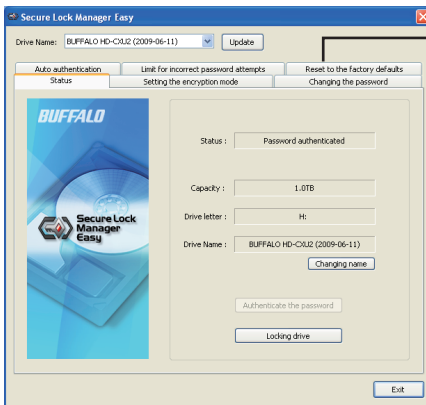 Secure Lock Manager Easy
Drive Name: BUFFALO HD-CXU2 (2009-06-11) Update
Auto authentication Limit for incorrect password attempts Reset to the factory defaults
Status Setting the encryption mode Changing the password
BUFFALO
Secure Lock
Manager
Easy
Status : Password authenticated
Capacity : 1.0TB
Drive letter : H:
Drive Name : BUFFALO HD-CXU2 (2009-06-11)
Changing name
Authenticate the password
Locking drive
Exit